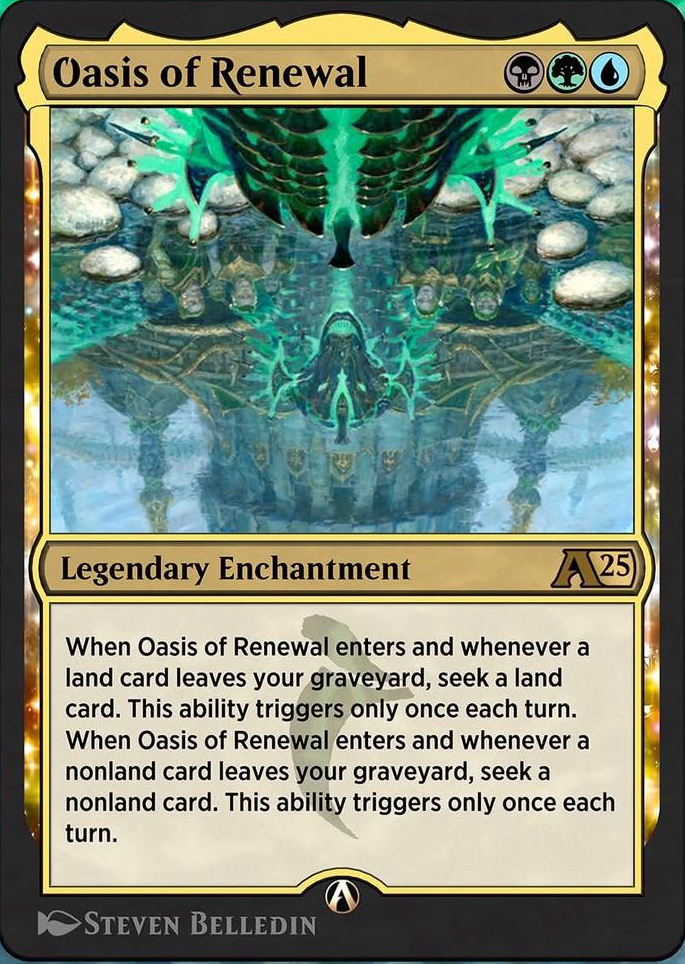 Oasis of Renewal
Legendary Enchantment
A25
When Oasis of Renewal enters and whenever a
land card leaves your graveyard, seek a land
card. This ability triggers only once each turn.
When Oasis of Renewal enters and whenever a
nonland card leaves your graveyard, seek a
nonland card. This ability triggers only once each
turn.
Steven Belledin